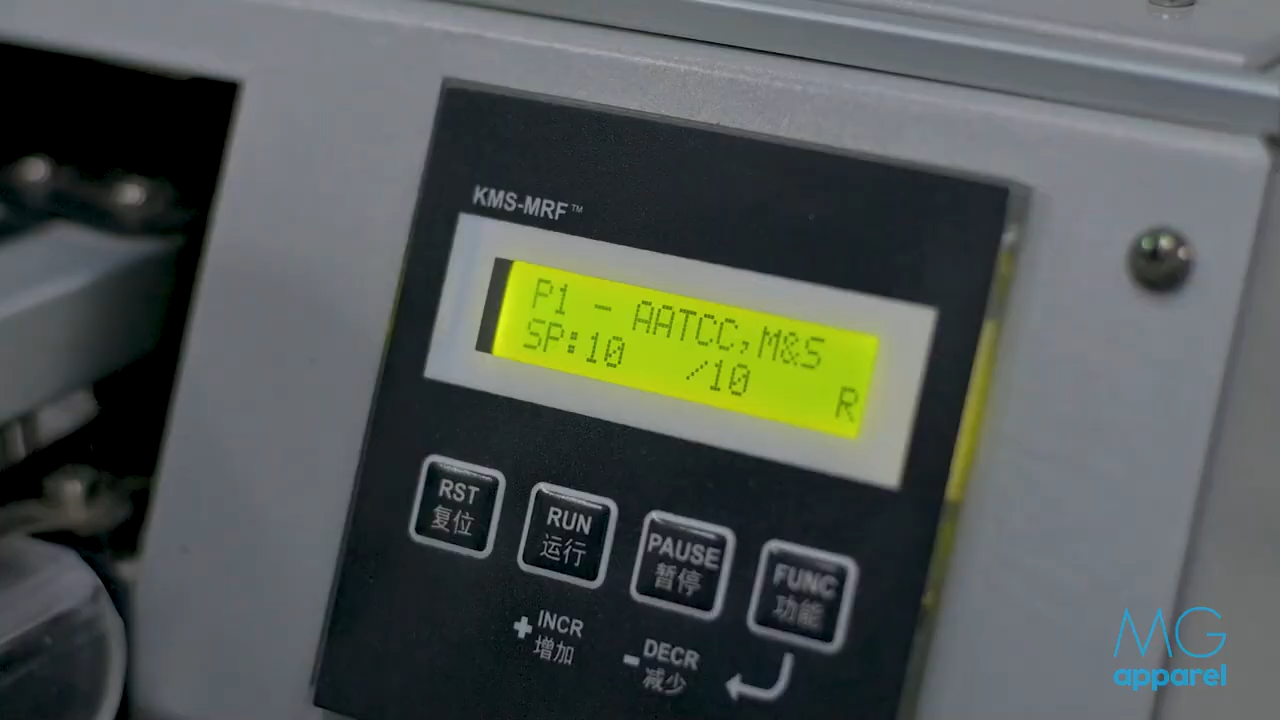 KMS-MRF™
P1 - AATCC,M&S
SP:10 /10 R
RST
复位
RUN
运行
PAUSE
暂停
FUNC
功能
+ INCR
增加
- DECR
减少
MG
apparel